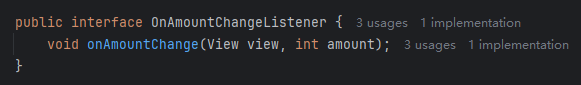 public interface OnAmountChangeListener { 3 usages 1 implementation
void onAmountChange(View view, int amount); 3 usages 1 implementation
}